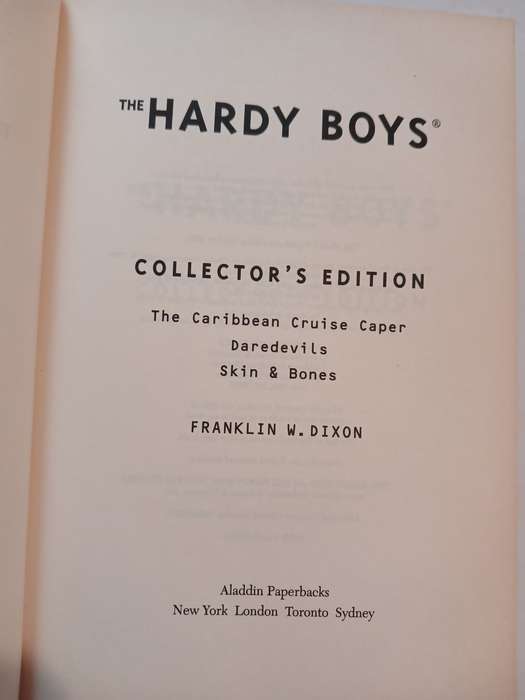 THE HARDY BOYS®
COLLECTOR'S EDITION
The Caribbean Cruise Caper
Daredevils
Skin & Bones
FRANKLIN W. DIXON
Aladdin Paperbacks
New York London Toronto Sydney